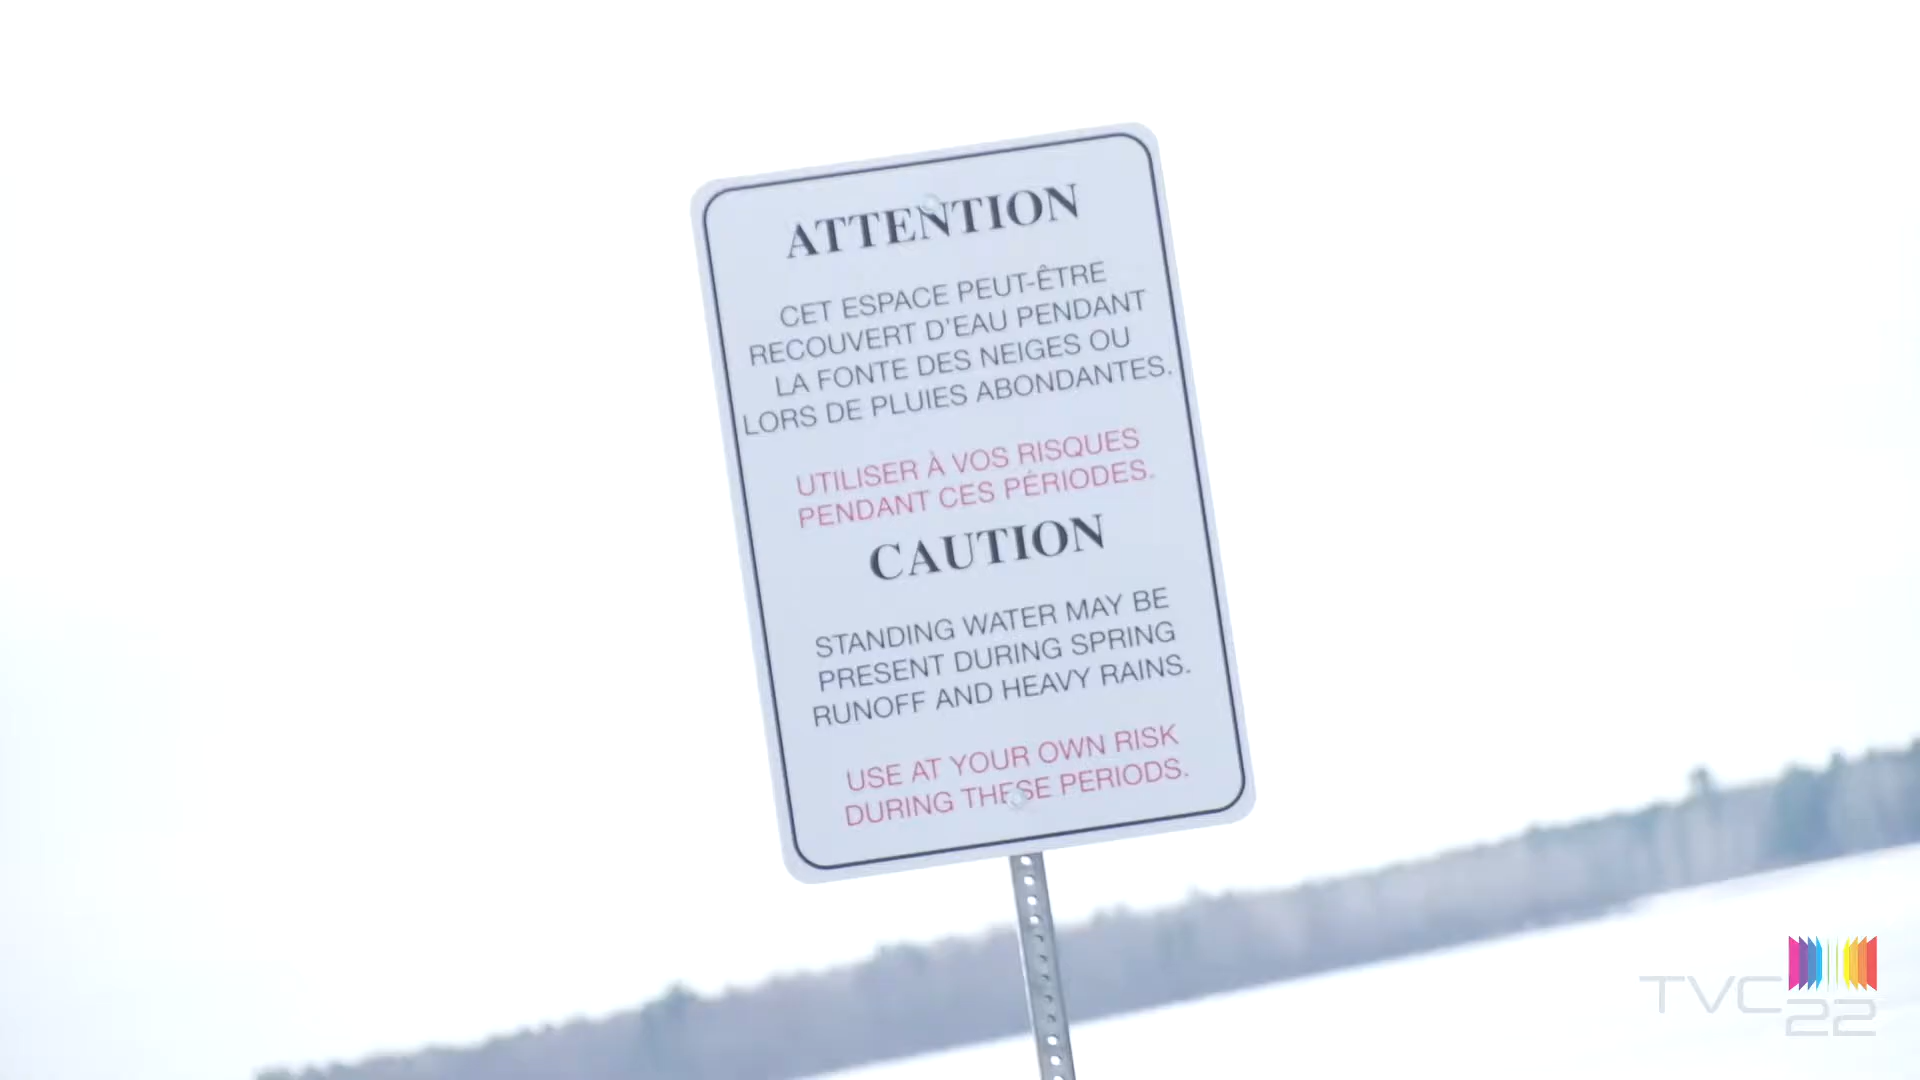 ATTENTION
CET ESPACE PEUT-ÊTRE
RECOUVERT D'EAU PENDANT
LA FONTE DES NEIGES OU
LORS DE PLUIES ABONDANTES.
UTILISER À VOS RISQUES
PENDANT CES PÉRIODES.
CAUTION
STANDING WATER MAY BE
PRESENT DURING SPRING
RUNOFF AND HEAVY RAINS.
USE AT YOUR OWN RISK
DURING THESE PERIODS.
TVC
22